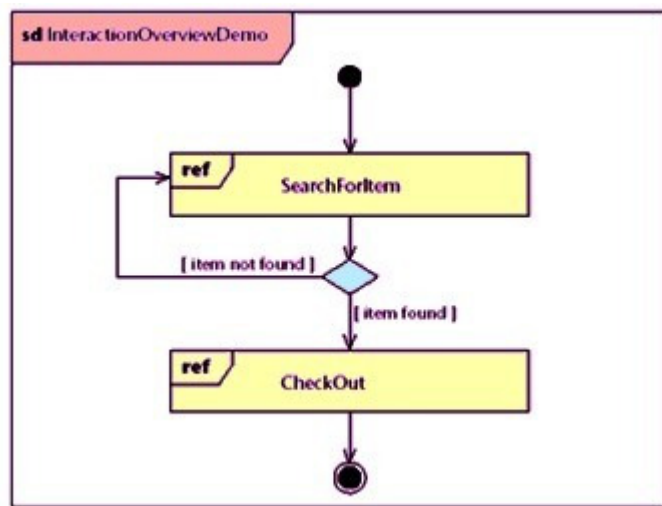 sd InteractionOverviewDemo
ref
SearchForItem
[ item not found ]
[ item found ]
ref
CheckOut